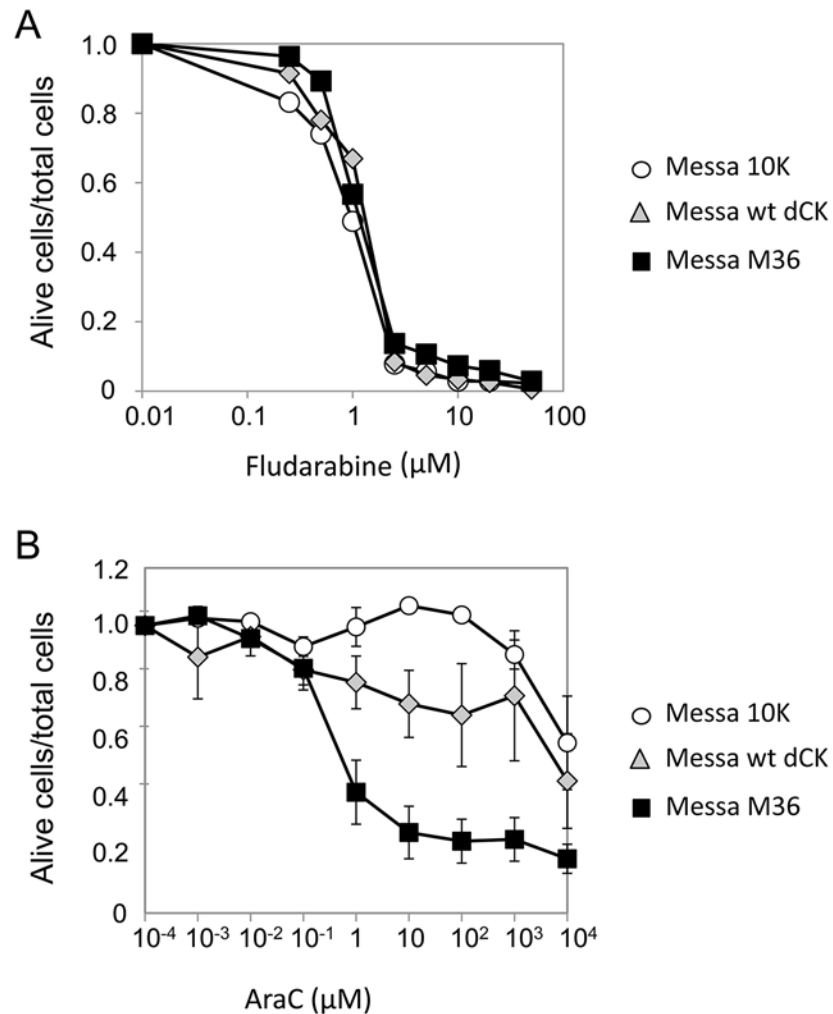 A
Alive cells/total cells
1.0
0.8
0.6
0.4
0.2
0
0.01 0.1 1 10 100
Fludarabine (µM)
Messa 10K
Messa wt dCK
Messa M36
B
Alive cells/total cells
1.2
1.0
0.8
0.6
0.4
0.2
0
10⁻⁴ 10⁻³ 10⁻² 10⁻¹ 1 10 10² 10³ 10⁴
AraC (µM)
Messa 10K
Messa wt dCK
Messa M36